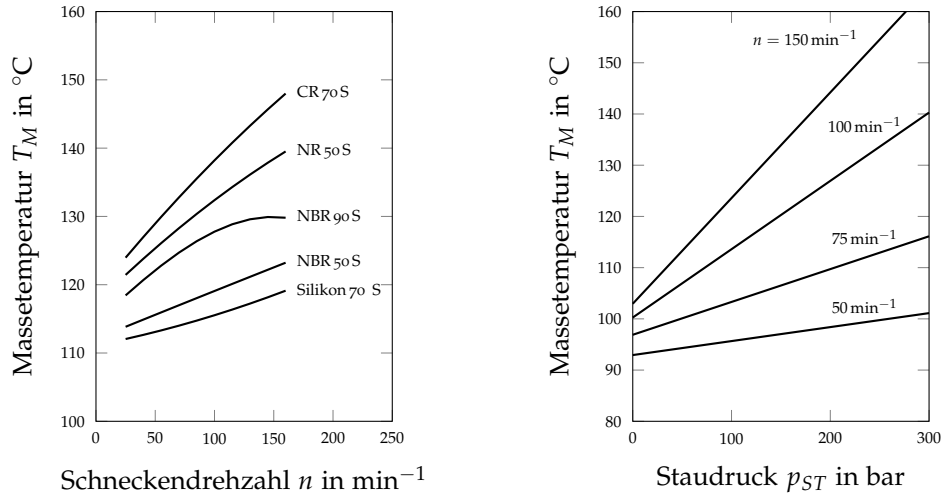 Massetemperatur T_M in °C
160
150
140
130
120
110
100
0 50 100 150 200 250
Schneckendrehzahl n in min⁻¹
CR 70 S
NR 50 S
NBR 90 S
NBR 50 S
Silikon 70 S
Massetemperatur T_M in °C
160
150
140
130
120
110
100
90
80
0 100 200 300
Staudruck p_ST in bar
n = 150 min⁻¹
100 min⁻¹
75 min⁻¹
50 min⁻¹